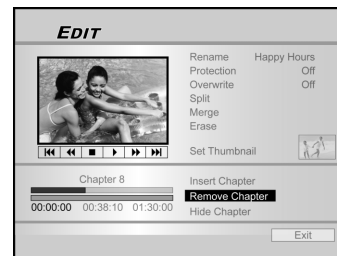 EDIT
Rename Happy Hours
Protection Off
Overwrite Off
Split
Merge
Erase
Set Thumbnail
Chapter 8
00:00:00 00:38:10 01:30:00
Insert Chapter
Remove Chapter
Hide Chapter
Exit